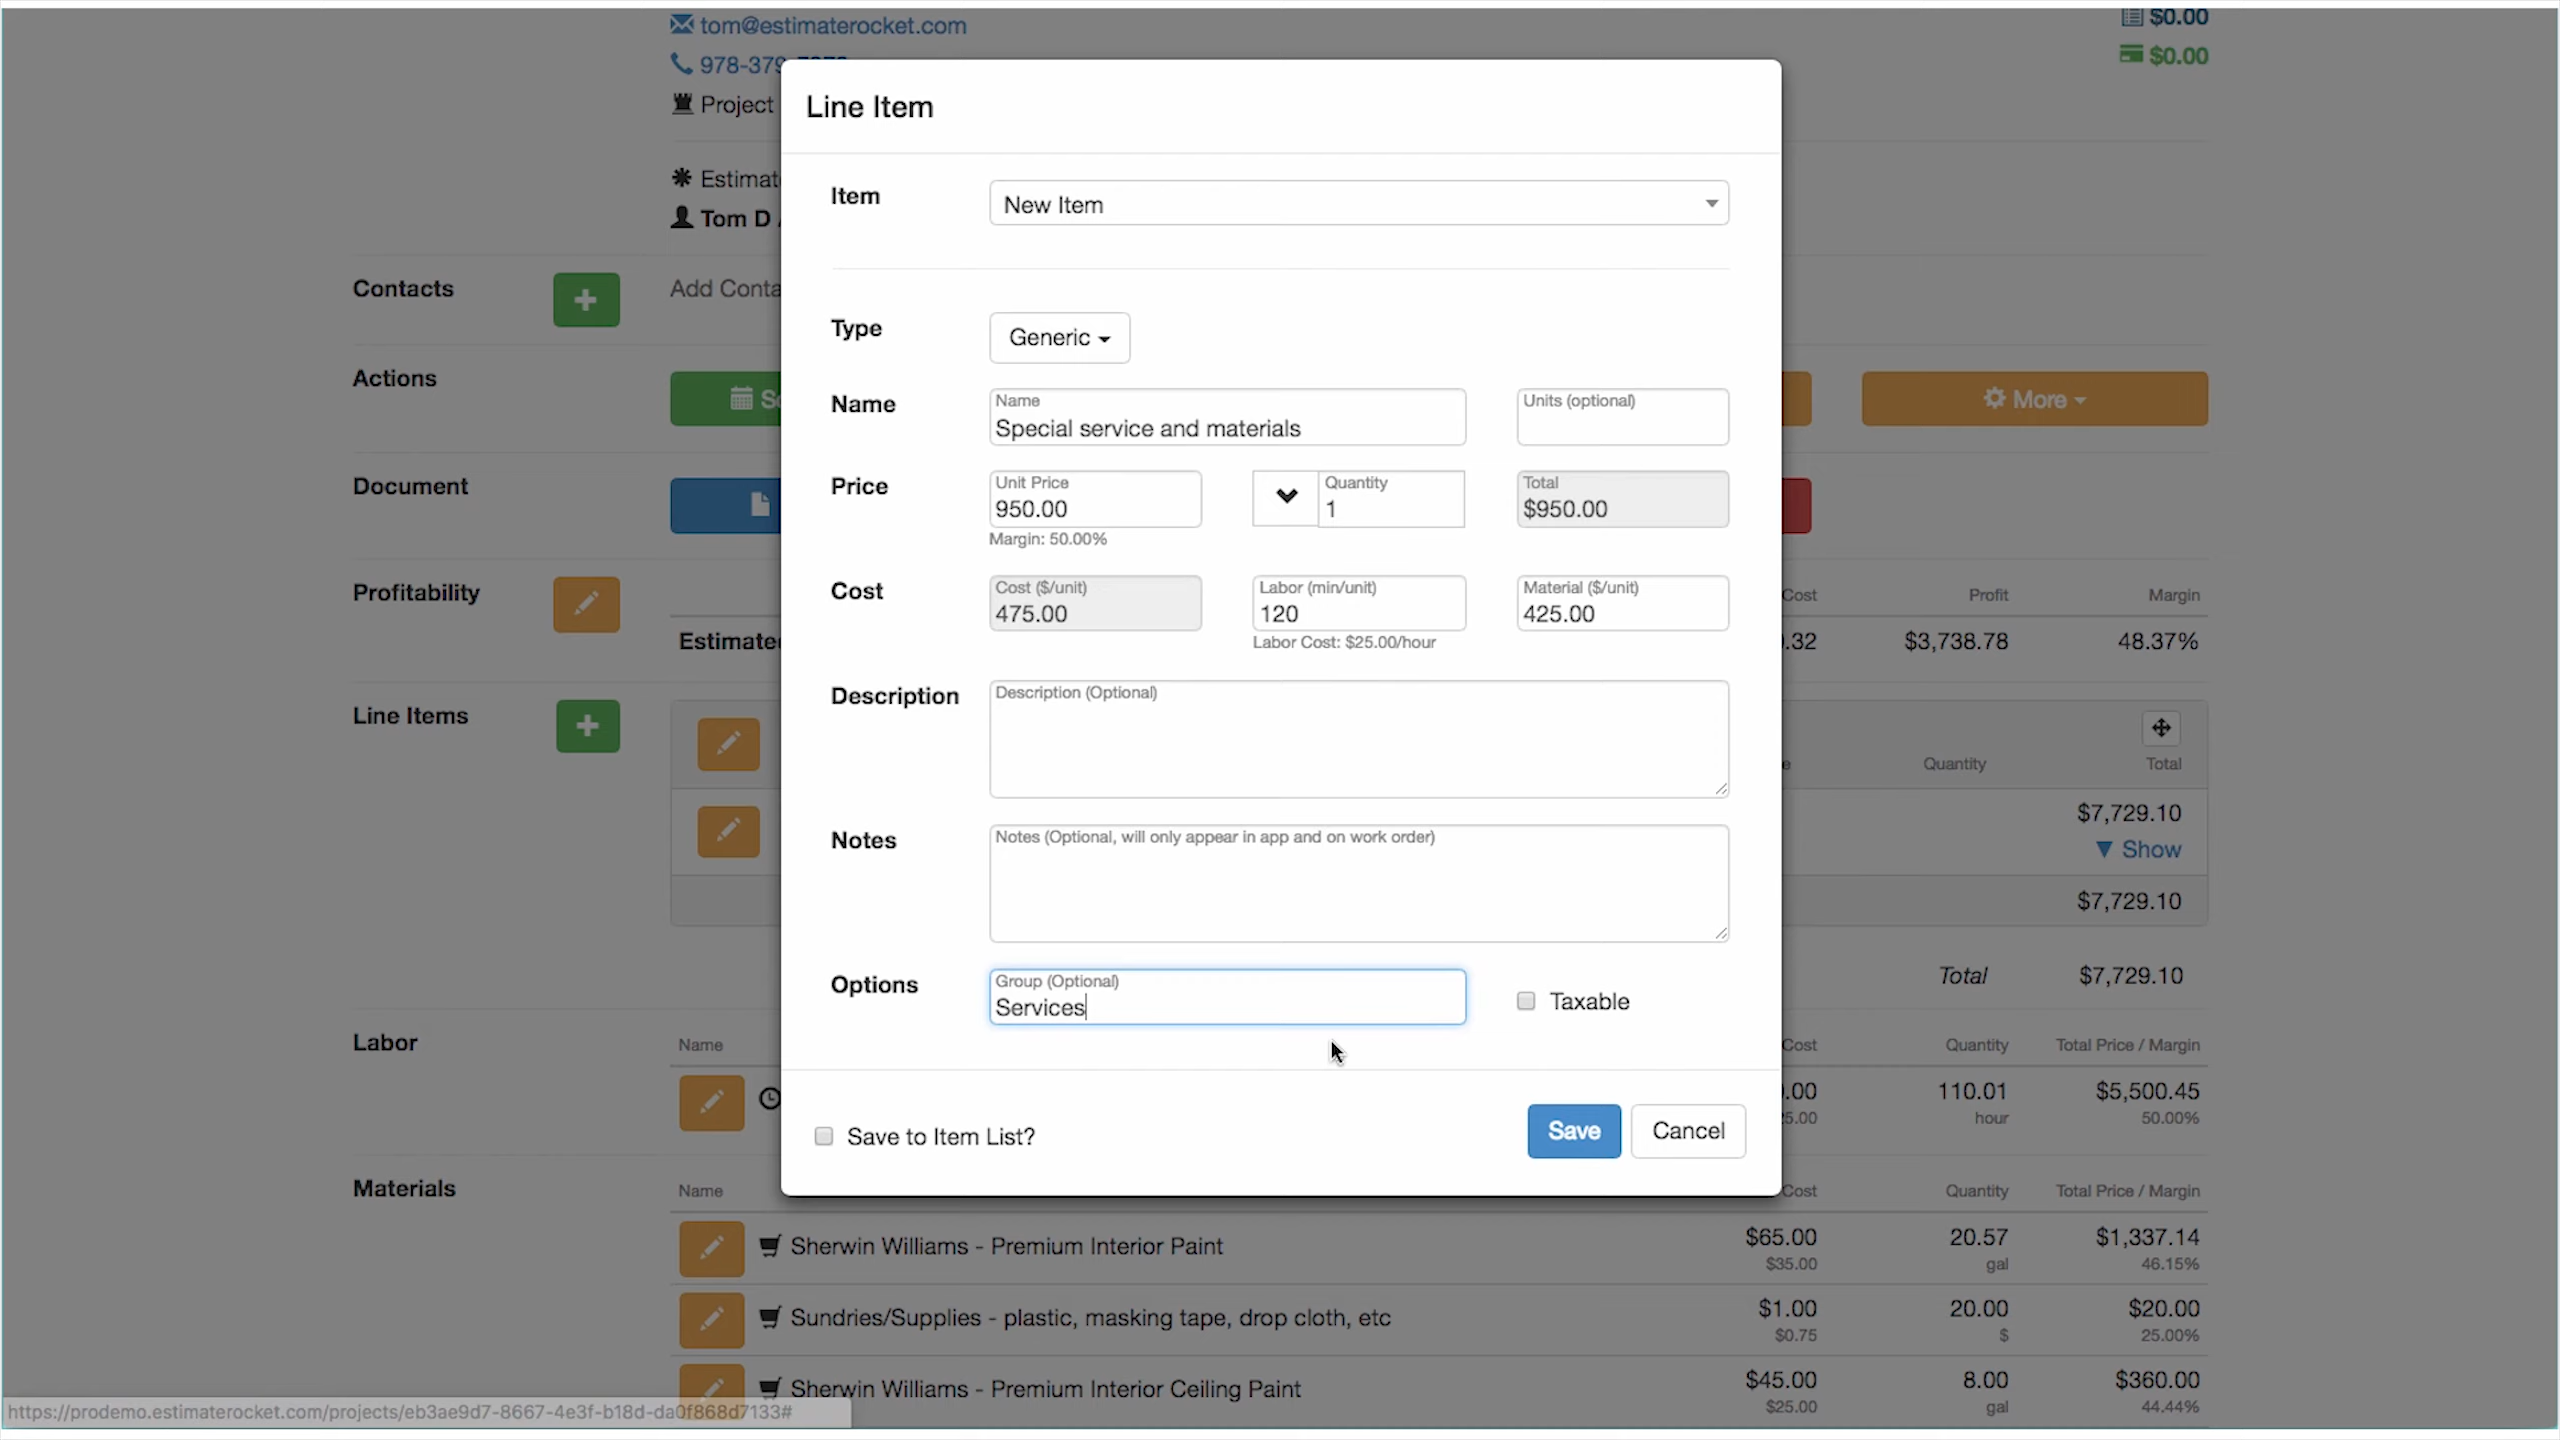 tom@estimaterocket.com
$0.00
978-379-
$0.00
Project
Line Item
Item
New Item
Estimat
Tom D
Contacts
Add Conta
Type
Generic
Actions
More
Name
Name
Special service and materials
Units (optional)
Document
Price
Unit Price
950.00
Margin: 50.00%
Quantity
1
Total
$950.00
Profitability
Cost
Cost ($/unit)
475.00
Labor (min/unit)
120
Labor Cost: $25.00/hour
Material ($/unit)
425.00
Cost
Profit
Margin
Estimated
.32
$3,738.78
48.37%
Line Items
Description
Description (Optional)
Quantity
Total
$7,729.10
Show
Notes
Notes (Optional, will only appear in app and on work order)
$7,729.10
Options
Group (Optional)
Services
Taxable
Total
$7,729.10
Labor
Name
Cost
Quantity
Total Price / Margin
.00
110.01
$5,500.45
5.00
hour
50.00%
Save to Item List?
Save
Cancel
Materials
Name
Cost
Quantity
Total Price / Margin
Sherwin Williams - Premium Interior Paint
$65.00
20.57
$1,337.14
$35.00
gal
46.15%
Sundries/Supplies - plastic, masking tape, drop cloth, etc
$1.00
20.00
$20.00
$0.75
$
25.00%
Sherwin Williams - Premium Interior Ceiling Paint
$45.00
8.00
$360.00
$25.00
gal
44.44%
https://prodemo.estimaterocket.com/projects/eb3ae9d7-8667-4e3f-b18d-da0f868d7133#